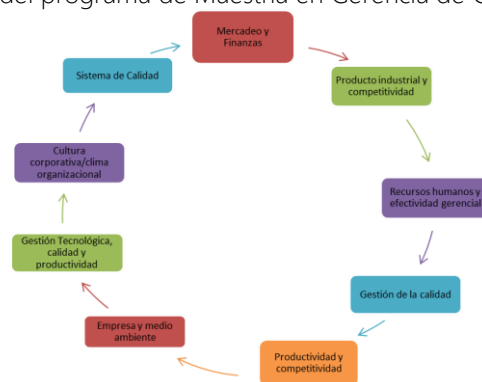 del programa de Maestría en Gerencia de
Mercadeo y
Finanzas
Producto industrial y
competitividad
Recursos humanos y
efectividad gerencial
Gestión de la calidad
Productividad y
competitividad
Empresa y medio
ambiente
Gestión Tecnológica,
calidad y
productividad
Cultura
corporativa/clima
organizacional
Sistema de Calidad